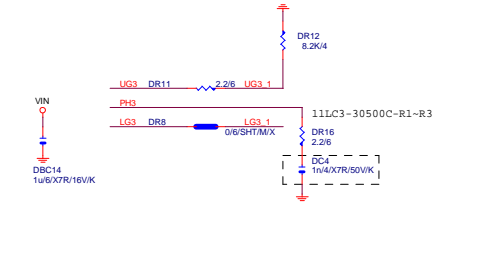 DR12
8.2K/4
UG3 DR11 2.2/6 UG3_1
PH3
VIN
11LC3-30500C-R1~R3
LG3 DR8 LG3_1
0/6/SHT/M/X
DR16
2.2/6
DC4
1n/4/X7R/50V/K
DBC14
1u/6/X7R/16V/K